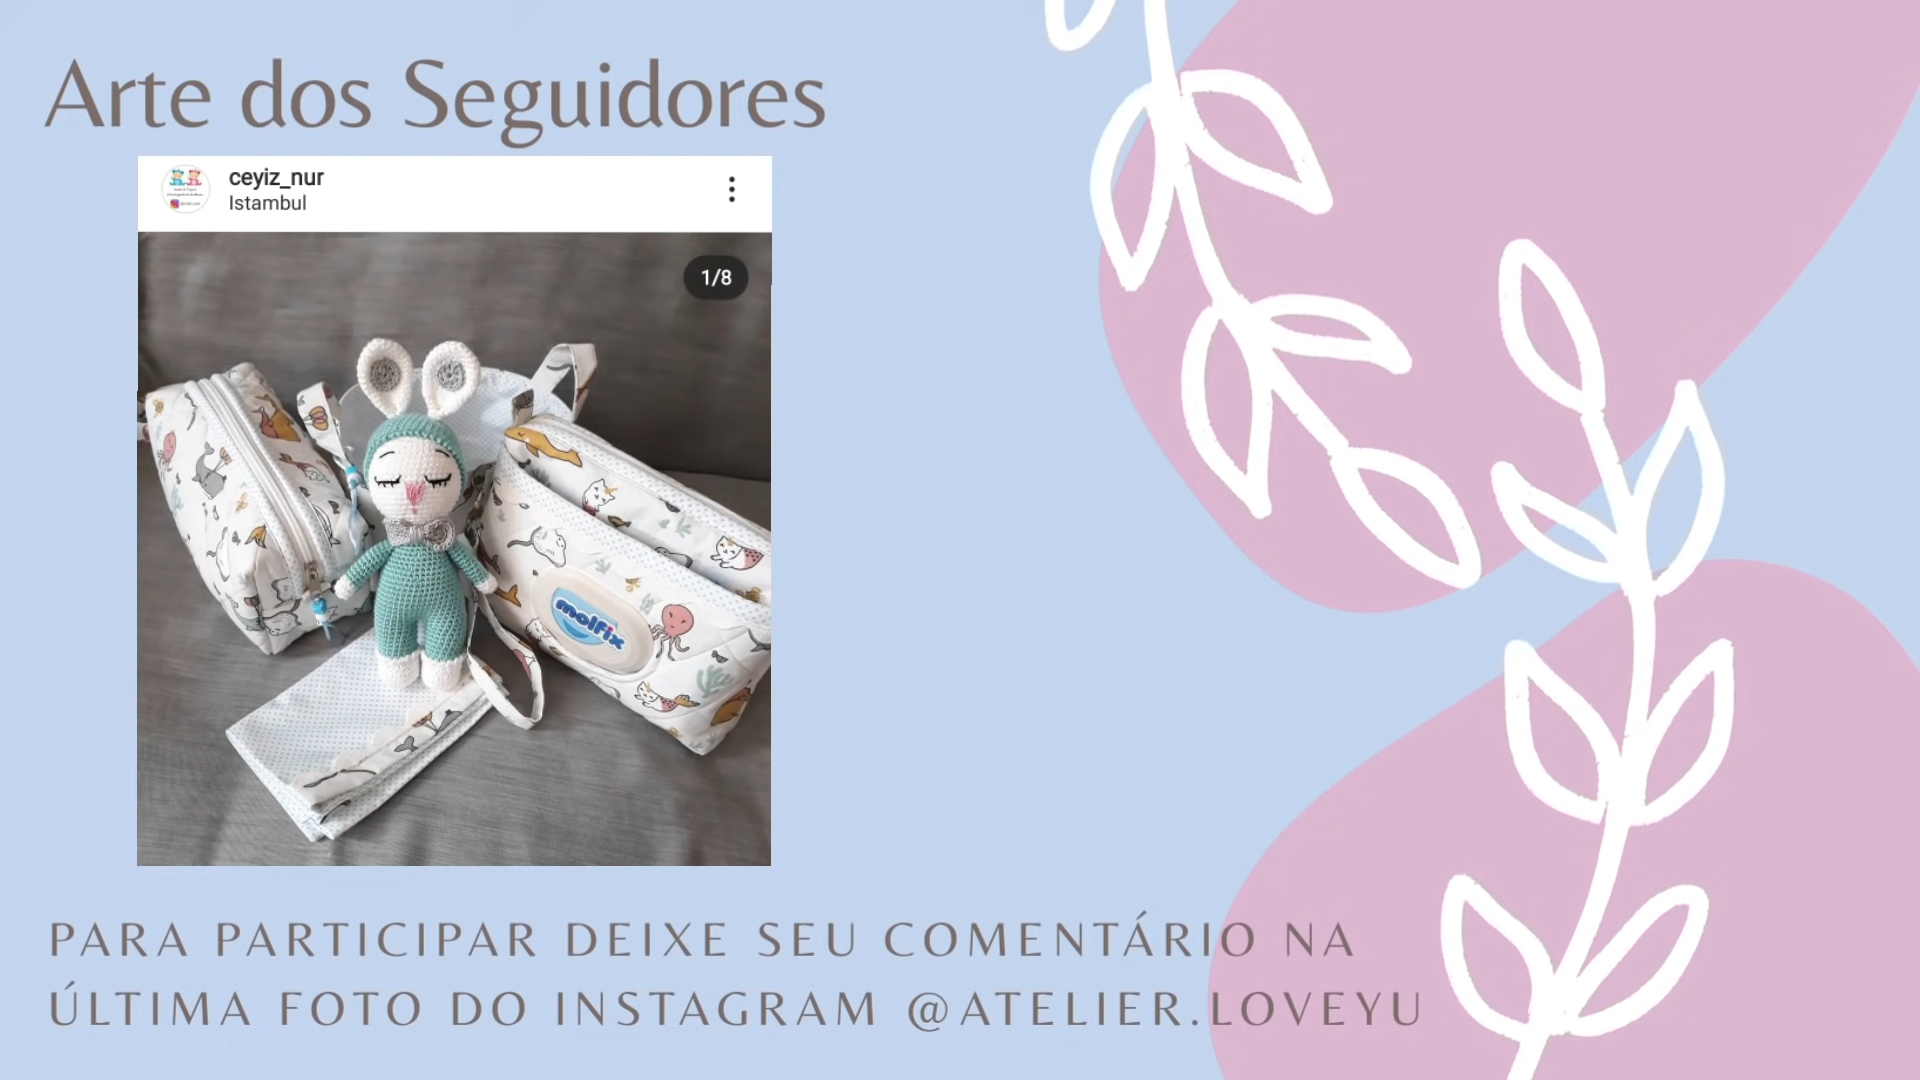 Arte dos Seguidores
ceyiz_nur
Istambul
1/8
molfix
PARA PARTICIPAR DEIXE SEU COMENTÁRIO NA
ÚLTIMA FOTO DO INSTAGRAM @ATELIER.LOVEYU